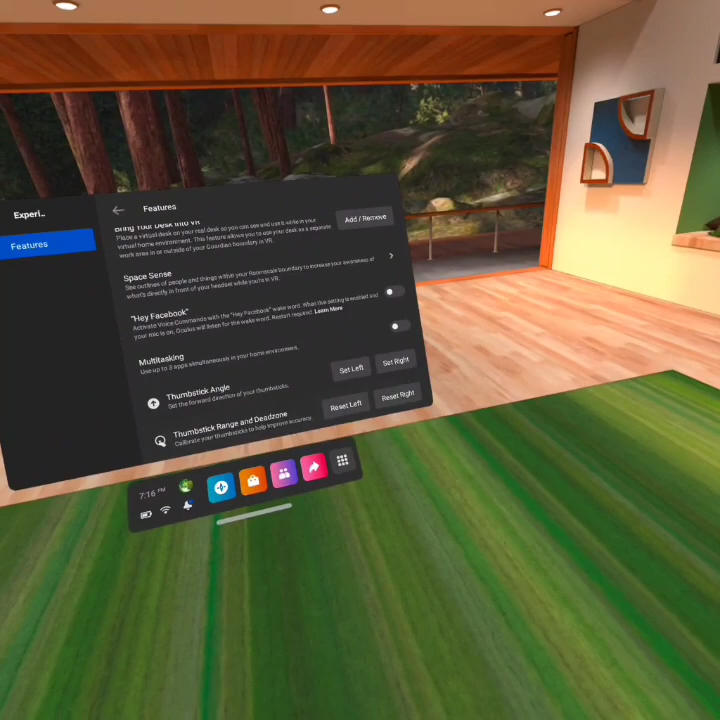 Experi..
Features
Features
Bring Your Desk into VR
Place a virtual desk on your real desk so you can see and use it while in your
virtual home environment. This feature allows you to use your desk as a separate
work area in or outside of your Guardian boundary in VR.
Add / Remove
Space Sense
See outlines of people and things within your Roomscale boundary to increase your awareness of
what's directly in front of your headset while you're in VR.
"Hey Facebook"
Activate Voice Commands with the "Hey Facebook" wake word. When this setting is enabled and
your mic is on, Oculus will listen for the wake word. Restart required. Learn More
Multitasking
Use up to 3 apps simultaneously in your home environment.
Thumbstick Angle
Set the forward direction of your thumbsticks.
Set Left
Set Right
Thumbstick Range and Deadzone
Calibrate your thumbsticks to help improve accuracy.
Reset Left
Reset Right
7:16 PM